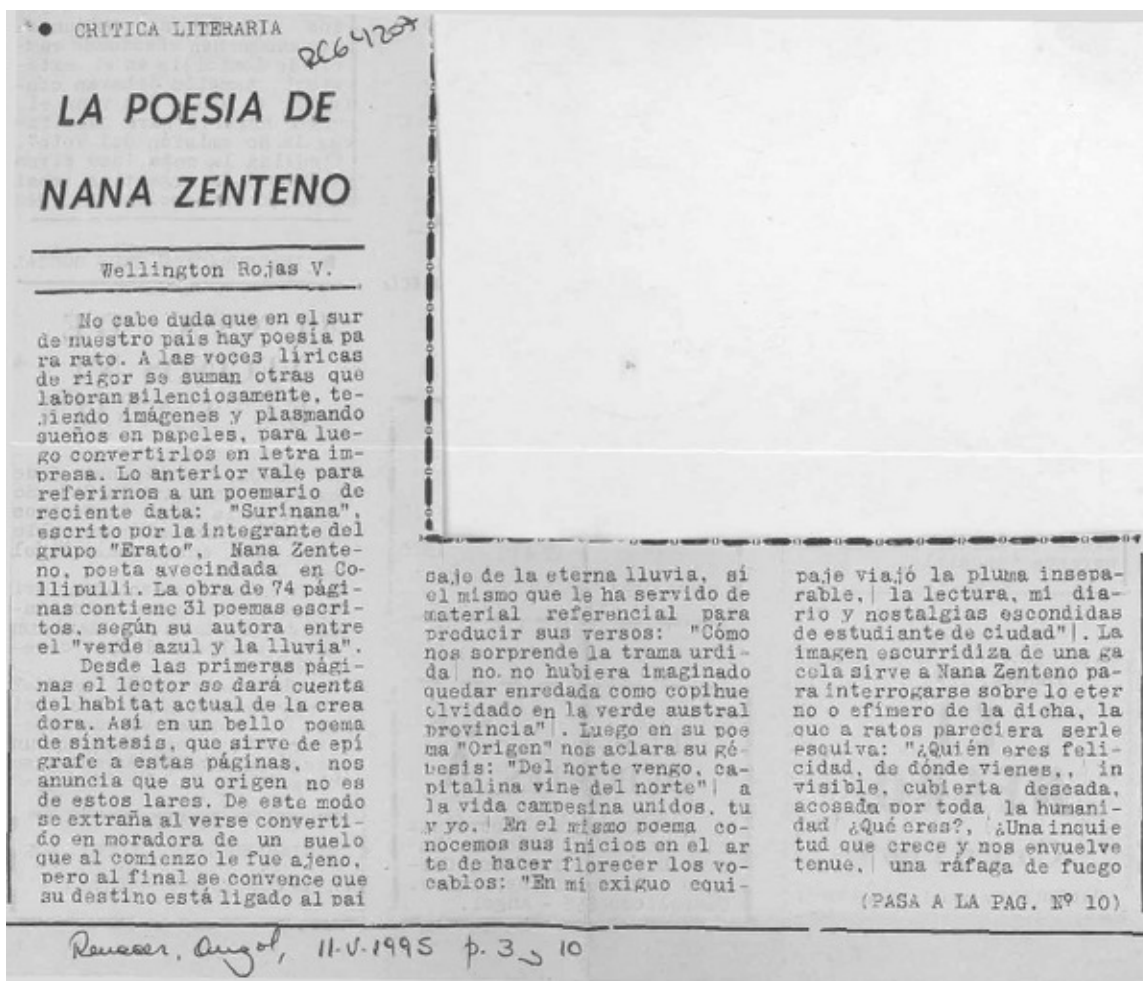 ● CRITICA LITERARIA
RC64207
LA POESIA DE
NANA ZENTENO
Wellington Rojas V.
No cabe duda que en el sur
de nuestro país hay poesía pa
ra rato. A las voces líricas
de rigor se suman otras que
laboran silenciosamente, te-
jiendo imágenes y plasmando
sueños en papeles, para lue-
go convertirlos en letra im-
presa. Lo anterior vale para
referirnos a un poemario de
reciente data: "Surinana",
escrito por la integrante del
grupo "Erato", Nana Zente-
no, poeta avecindada en Co-
llipulli. La obra de 74 pági-
nas contiene 31 poemas escri-
tos, según su autora entre
el "verde azul y la lluvia".
Desde las primeras pági-
nas el lector se dará cuenta
del habitat actual de la crea
dora. Así en un bello poema
de síntesis, que sirve de epí
grafe a estas páginas, nos
anuncia que su origen no es
de estos lares. De este modo
se extraña al verse converti-
do en moradora de un suelo
que al comienzo le fue ajeno,
pero al final se convence que
su destino está ligado al pai
saje de la eterna lluvia, sí
el mismo que le ha servido de
material referencial para
producir sus versos: "Cómo
nos sorprende la trama urdi-
da| no, no hubiera imaginado
quedar enredada como copihue
olvidado en la verde austral
provincia"|. Luego en su poe
ma "Origen" nos aclara su gé-
nesis: "Del norte vengo, ca-
pitalina vine del norte"| a
la vida campesina unidos, tu
y yo.| En el mismo poema co-
nocemos sus inicios en el ar
te de hacer florecer los vo-
cablos: "En mi exiguo equi-
paje viajó la pluma insepa-
rable,| la lectura, mi dia-
rio y nostalgias escondidas
de estudiante de ciudad"|. La
imagen escurridiza de una ga
cela sirve a Nana Zenteno pa-
ra interrogarse sobre lo eter
no o efímero de la dicha, la
que a ratos pareciera serle
esquiva: "¿Quién eres feli-
cidad, de dónde vienes,, in
visible, cubierta deseada,
acosada por toda la humani-
dad ¿Qué eres?, ¿Una inquie
tud que crece y nos envuelve
tenue,| una ráfaga de fuego
(PASA A LA PAG. Nº 10)
Renacer, Angol, 11-V-1995 p. 3 y 10